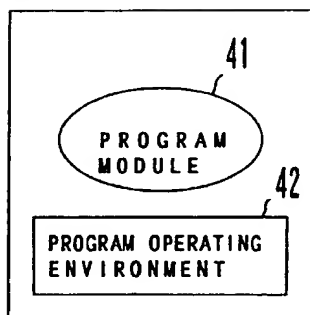 41
PROGRAM
MODULE
42
PROGRAM OPERATING
ENVIRONMENT